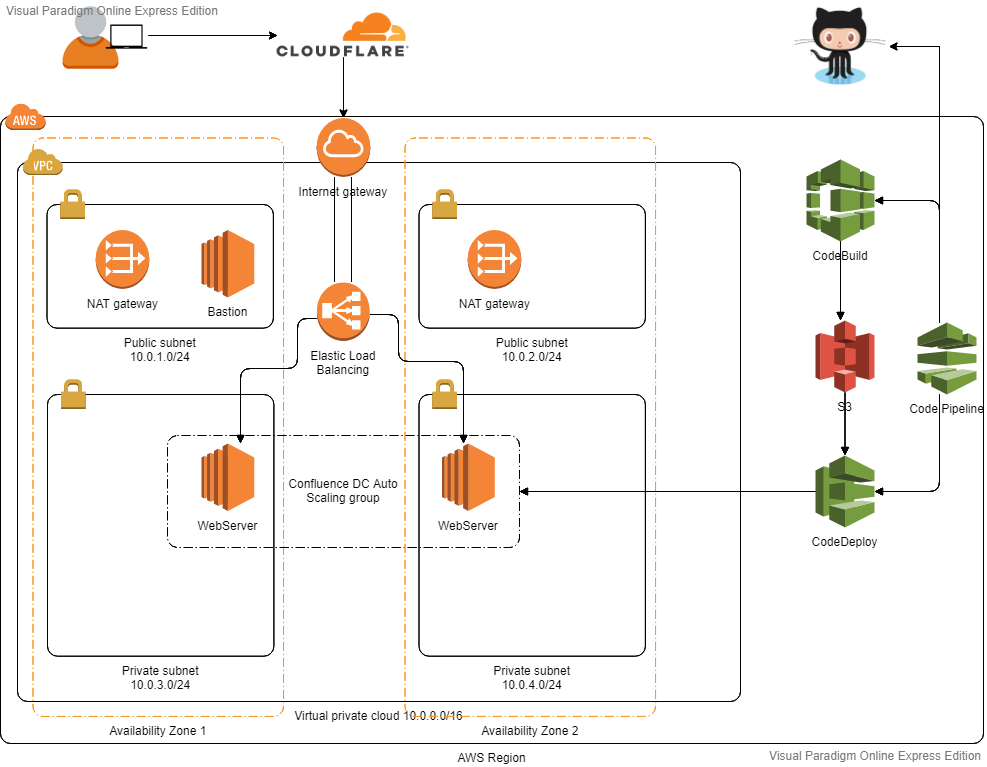 Visual Paradigm Online Express Edition
CLOUDFLARE
AWS
VPC
Internet gateway
NAT gateway
Bastion
NAT gateway
CodeBuild
Public subnet
10.0.1.0/24
Elastic Load
Balancing
Public subnet
10.0.2.0/24
S3
Code Pipeline
Confluence DC Auto
Scaling group
WebServer
WebServer
CodeDeploy
Private subnet
10.0.3.0/24
Private subnet
10.0.4.0/24
Virtual private cloud 10.0.0.0/16
Availability Zone 1
Availability Zone 2
AWS Region
Visual Paradigm Online Express Edition